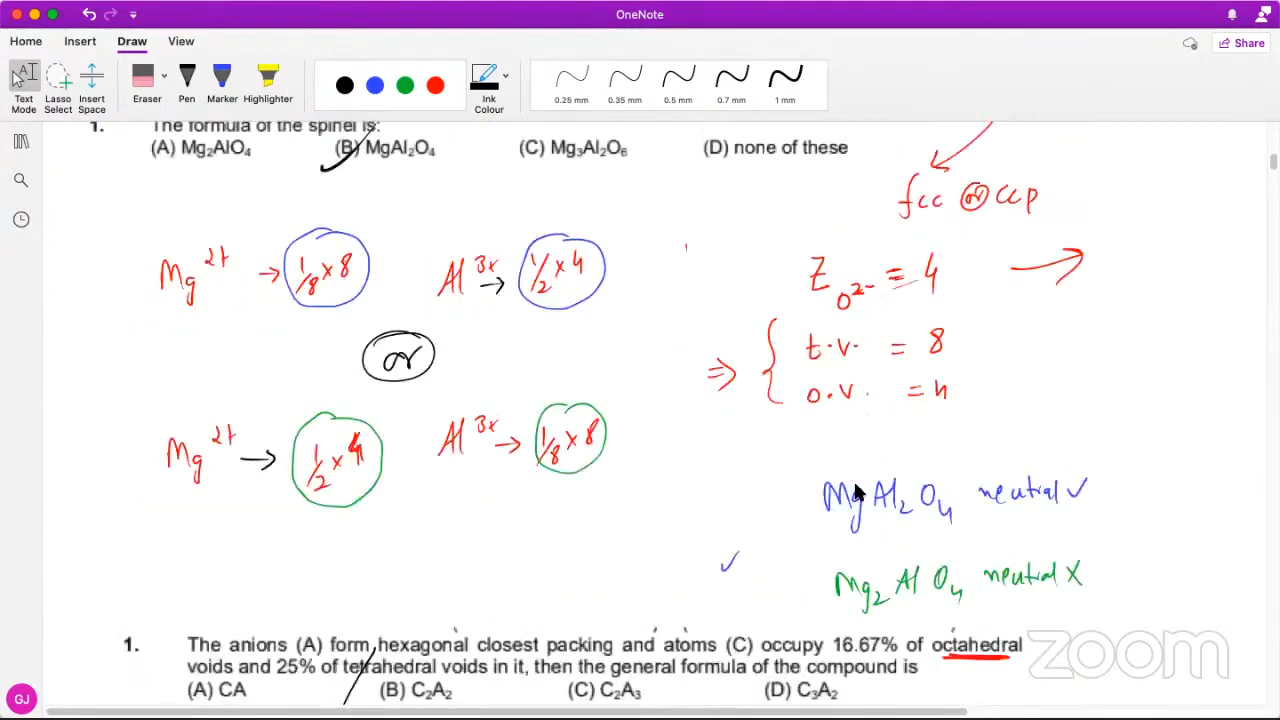 OneNote
Home Insert Draw View
Share
Text Mode
Lasso Select
Insert Space
Eraser
Pen
Marker
Highlighter
Ink Colour
0.25 mm 0.35 mm 0.5 mm 0.7 mm 1 mm
1. The formula of the spinel is:
(A) Mg₂AlO₄ (B) MgAl₂O₄ (C) Mg₃Al₂O₆ (D) none of these
fcc or ccp
Mg²⁺ → 1/8 × 8 Al³⁺ → 1/2 × 4
Z O²⁻ = 4 →
or
⇒ { t.v. = 8
o.v. = 4
Mg²⁺ → 1/2 × 4 Al³⁺ → 1/8 × 8
MgAl₂O₄ neutral ✓
✓
Mg₂AlO₄ neutral X
1. The anions (A) form hexagonal closest packing and atoms (C) occupy 16.67% of octahedral
voids and 25% of tetrahedral voids in it, then the general formula of the compound is
(A) CA (B) C₂A₂ (C) C₂A₃ (D) C₃A₂
zoom
GJ